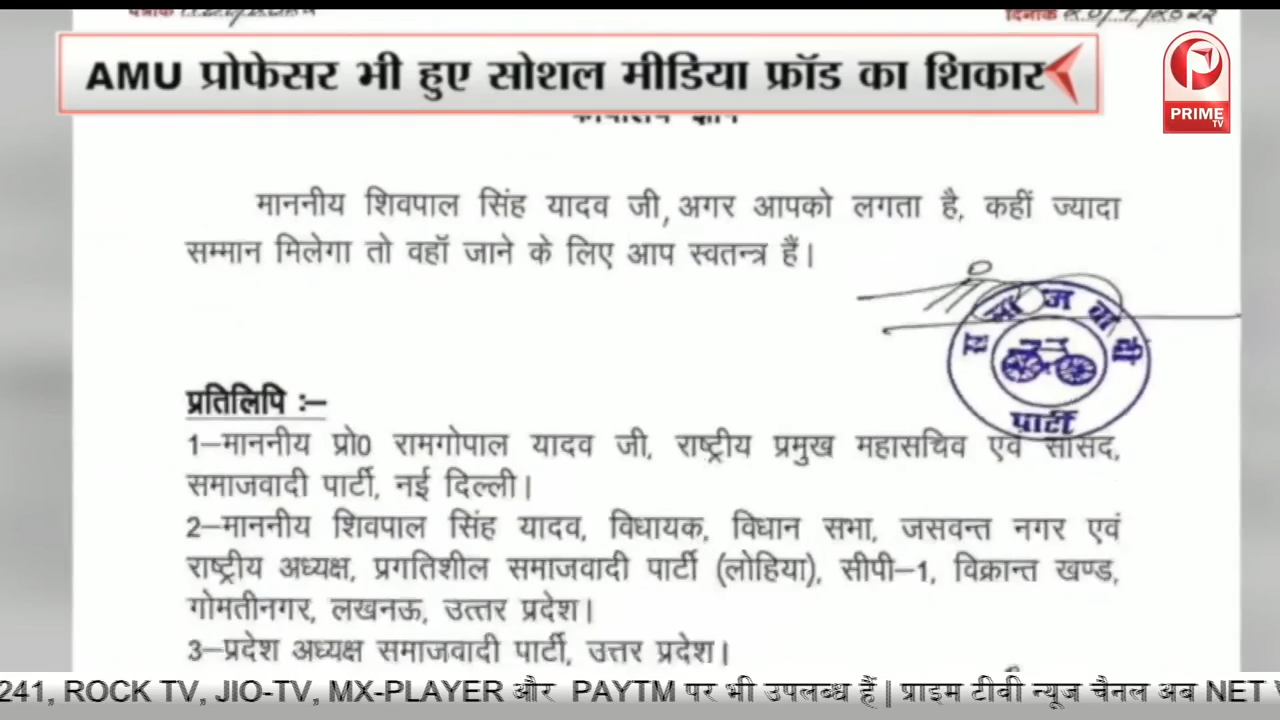 दिनांक
AMU प्रोफेसर भी हुए सोशल मीडिया फ्रॉड का शिकार
PRIME
TV
कार्यालय ज्ञाप
माननीय शिवपाल सिंह यादव जी, अगर आपको लगता है, कहीं ज्यादा
सम्मान मिलेगा तो वहॉ जाने के लिए आप स्वतन्त्र हैं।
समाजवादी
पार्टी
प्रतिलिपि :–
1–माननीय प्रो0 रामगोपाल यादव जी, राष्ट्रीय प्रमुख महासचिव एवं सांसद,
समाजवादी पार्टी, नई दिल्ली।
2–माननीय शिवपाल सिंह यादव, विधायक, विधान सभा, जसवन्त नगर एवं
राष्ट्रीय अध्यक्ष, प्रगतिशील समाजवादी पार्टी (लोहिया), सीपी–1, विक्रान्त खण्ड,
गोमतीनगर, लखनऊ, उत्तर प्रदेश।
3–प्रदेश अध्यक्ष समाजवादी पार्टी, उत्तर प्रदेश।
241, ROCK TV, JIO-TV, MX-PLAYER और PAYTM पर भी उपलब्ध हैं | प्राइम टीवी न्यूज चैनल अब NET